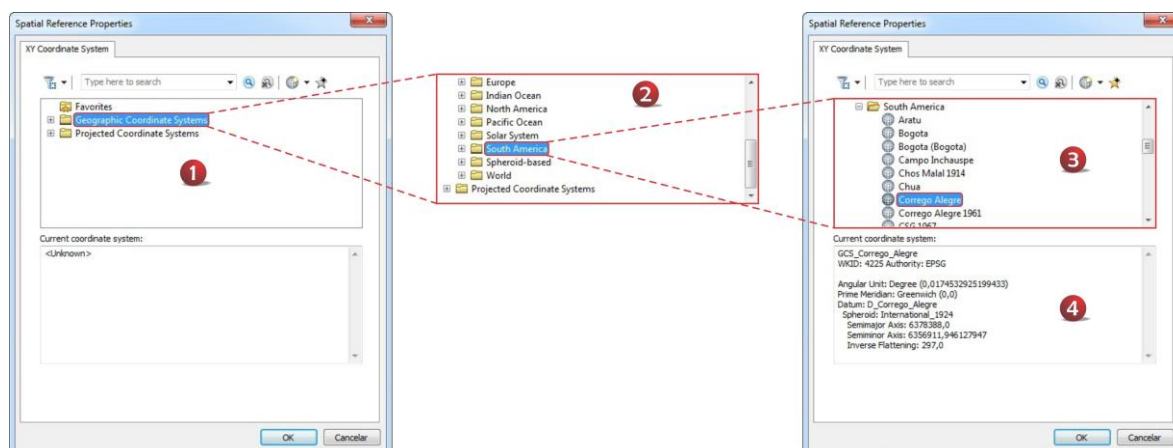 Spatial Reference Properties
XY Coordinate System
Type here to search
Favorites
Geographic Coordinate Systems
Projected Coordinate Systems
1
Current coordinate system:
<Unknown>
OK
Cancelar
Europe
Indian Ocean
North America
Pacific Ocean
Solar System
South America
Spheroid-based
World
Projected Coordinate Systems
2
Spatial Reference Properties
XY Coordinate System
Type here to search
South America
Aratu
Bogota
Bogota (Bogota)
Campo Inchauspe
Chos Malal 1914
Chua
Corrego Alegre
Corrego Alegre 1961
CSG 1967
3
Current coordinate system:
GCS_Corrego_Alegre
WKID: 4225 Authority: EPSG
Angular Unit: Degree (0,0174532925199433)
Prime Meridian: Greenwich (0,0)
Datum: D_Corrego_Alegre
Spheroid: International_1924
Semimajor Axis: 6378388,0
Semiminor Axis: 6356911,946127947
Inverse Flattening: 297,0
4
OK
Cancelar